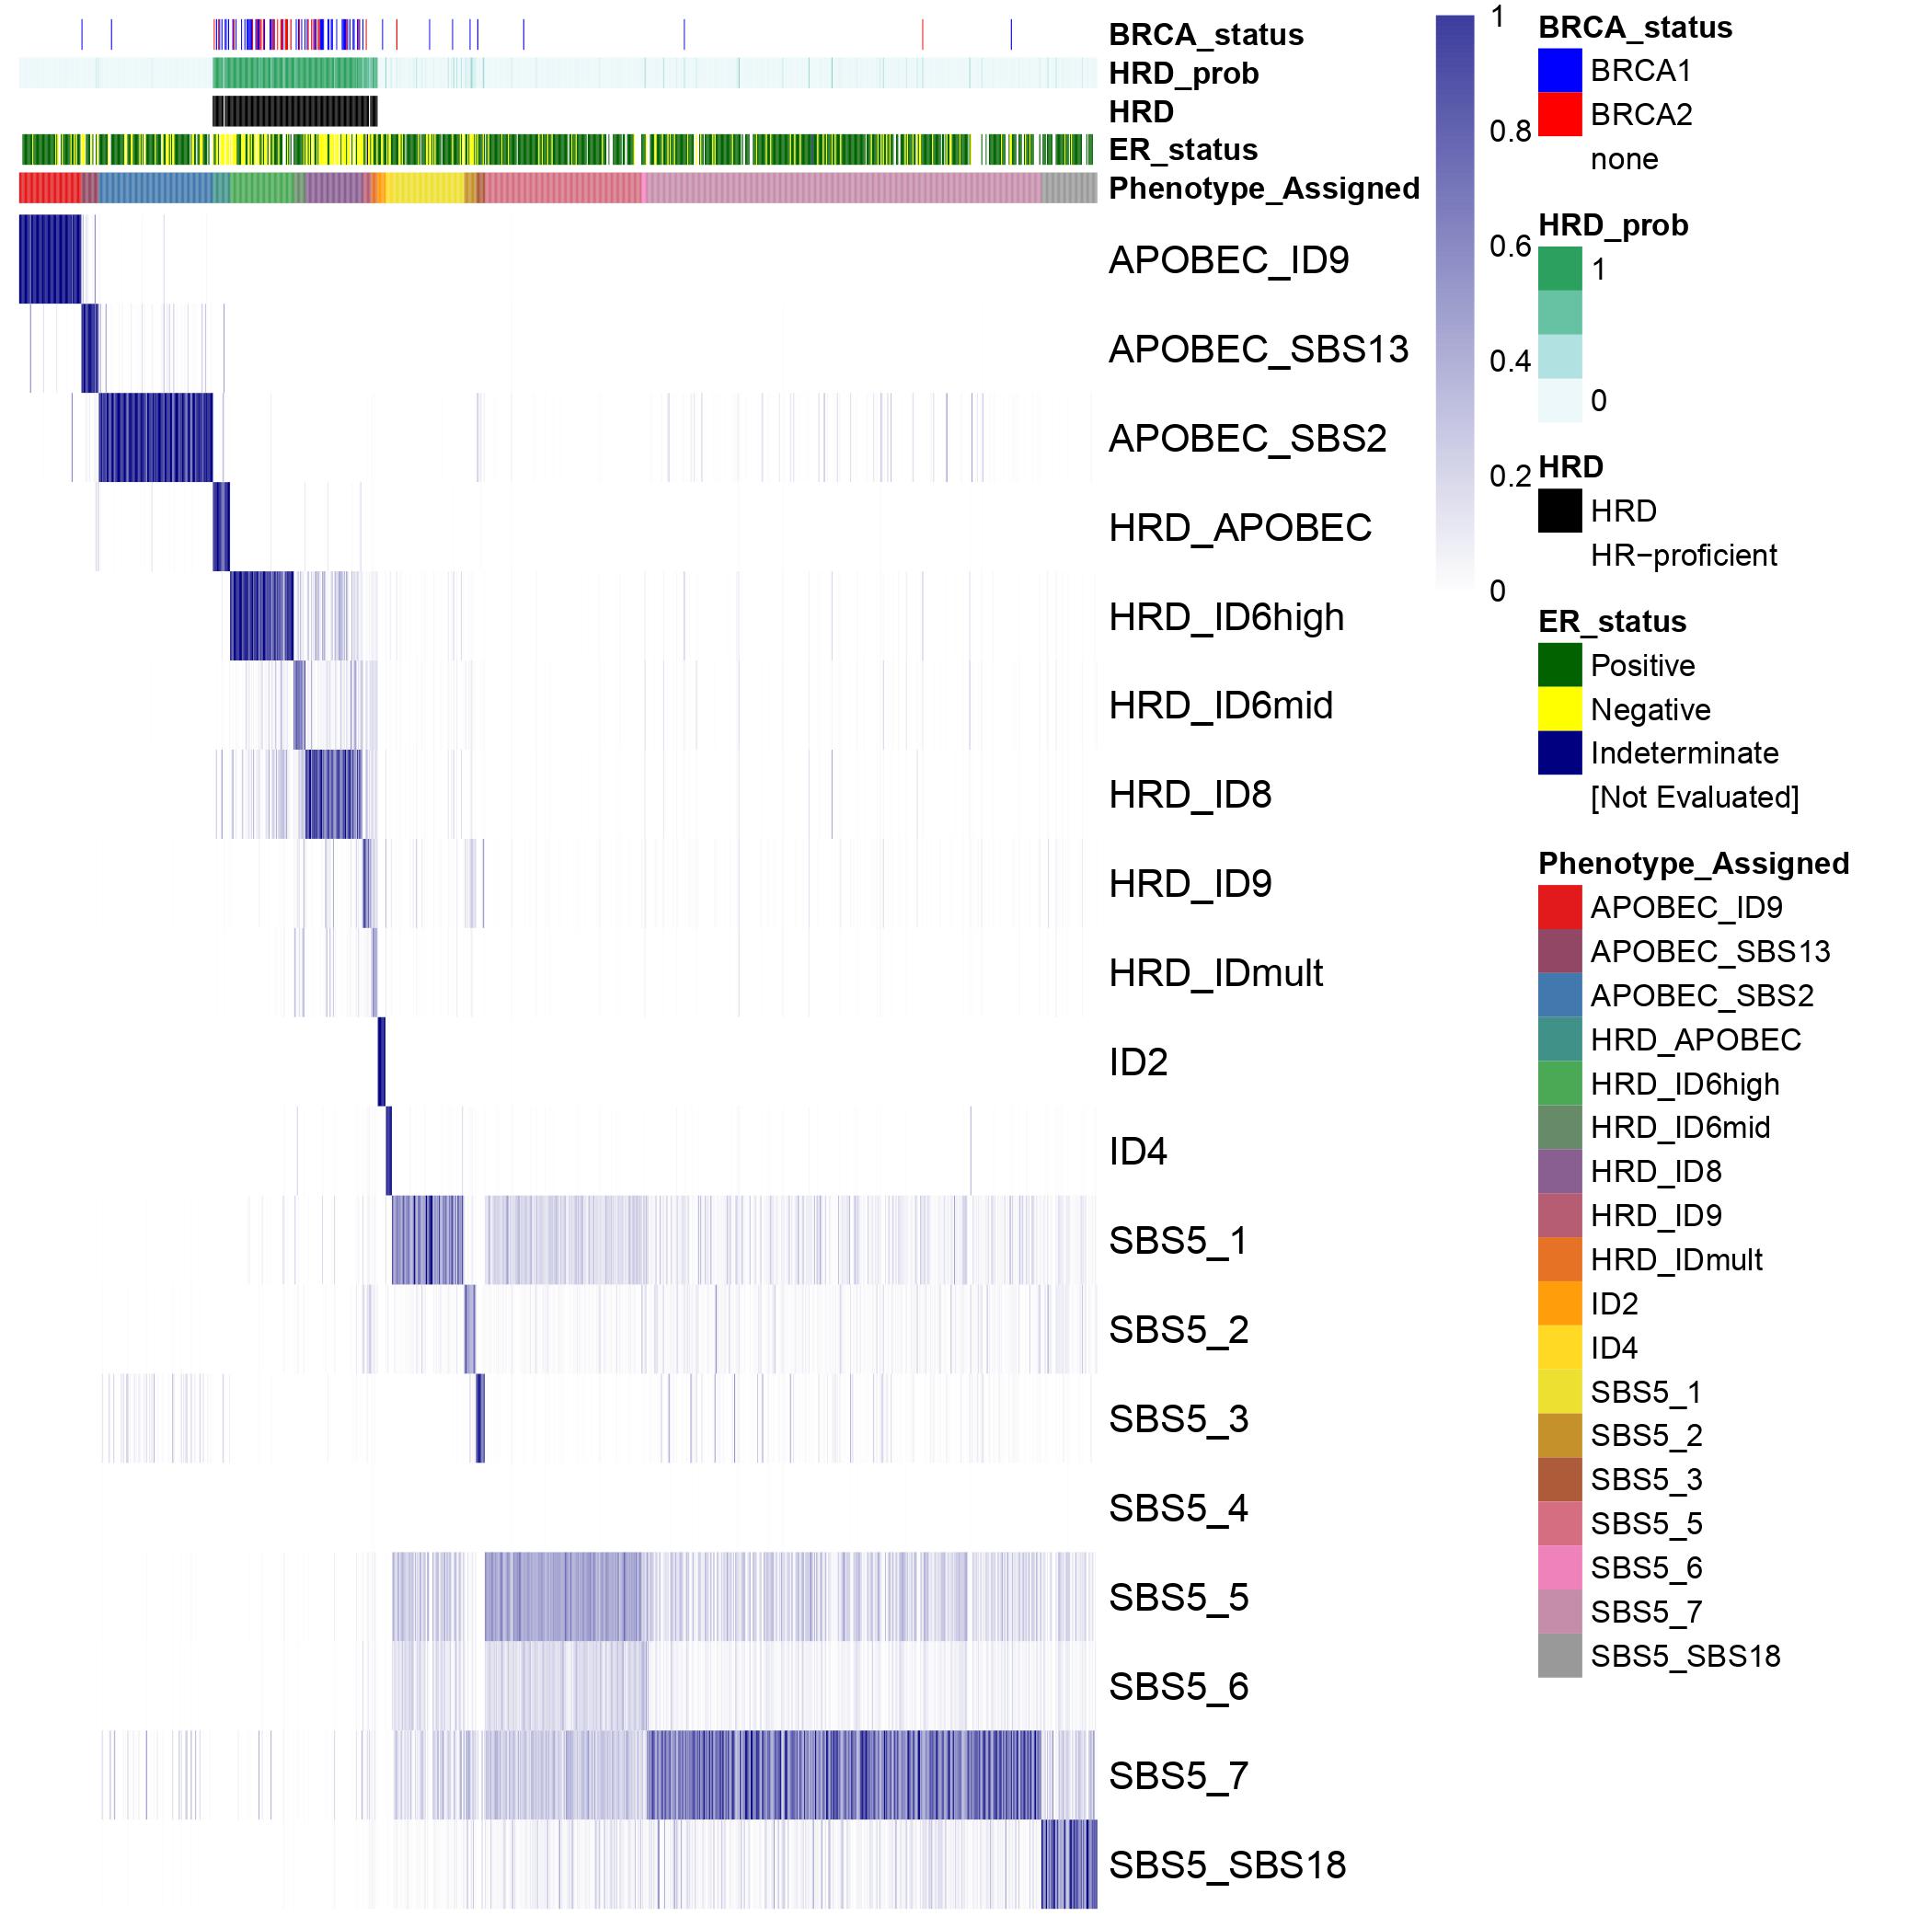 BRCA_status
HRD_prob
HRD
ER_status
Phenotype_Assigned
APOBEC_ID9
APOBEC_SBS13
APOBEC_SBS2
HRD_APOBEC
HRD_ID6high
HRD_ID6mid
HRD_ID8
HRD_ID9
HRD_IDmult
ID2
ID4
SBS5_1
SBS5_2
SBS5_3
SBS5_4
SBS5_5
SBS5_6
SBS5_7
SBS5_SBS18
1
0.8
0.6
0.4
0.2
0
BRCA_status
BRCA1
BRCA2
none
HRD_prob
1
0
HRD
HRD
HR−proficient
ER_status
Positive
Negative
Indeterminate
[Not Evaluated]
Phenotype_Assigned
APOBEC_ID9
APOBEC_SBS13
APOBEC_SBS2
HRD_APOBEC
HRD_ID6high
HRD_ID6mid
HRD_ID8
HRD_ID9
HRD_IDmult
ID2
ID4
SBS5_1
SBS5_2
SBS5_3
SBS5_5
SBS5_6
SBS5_7
SBS5_SBS18